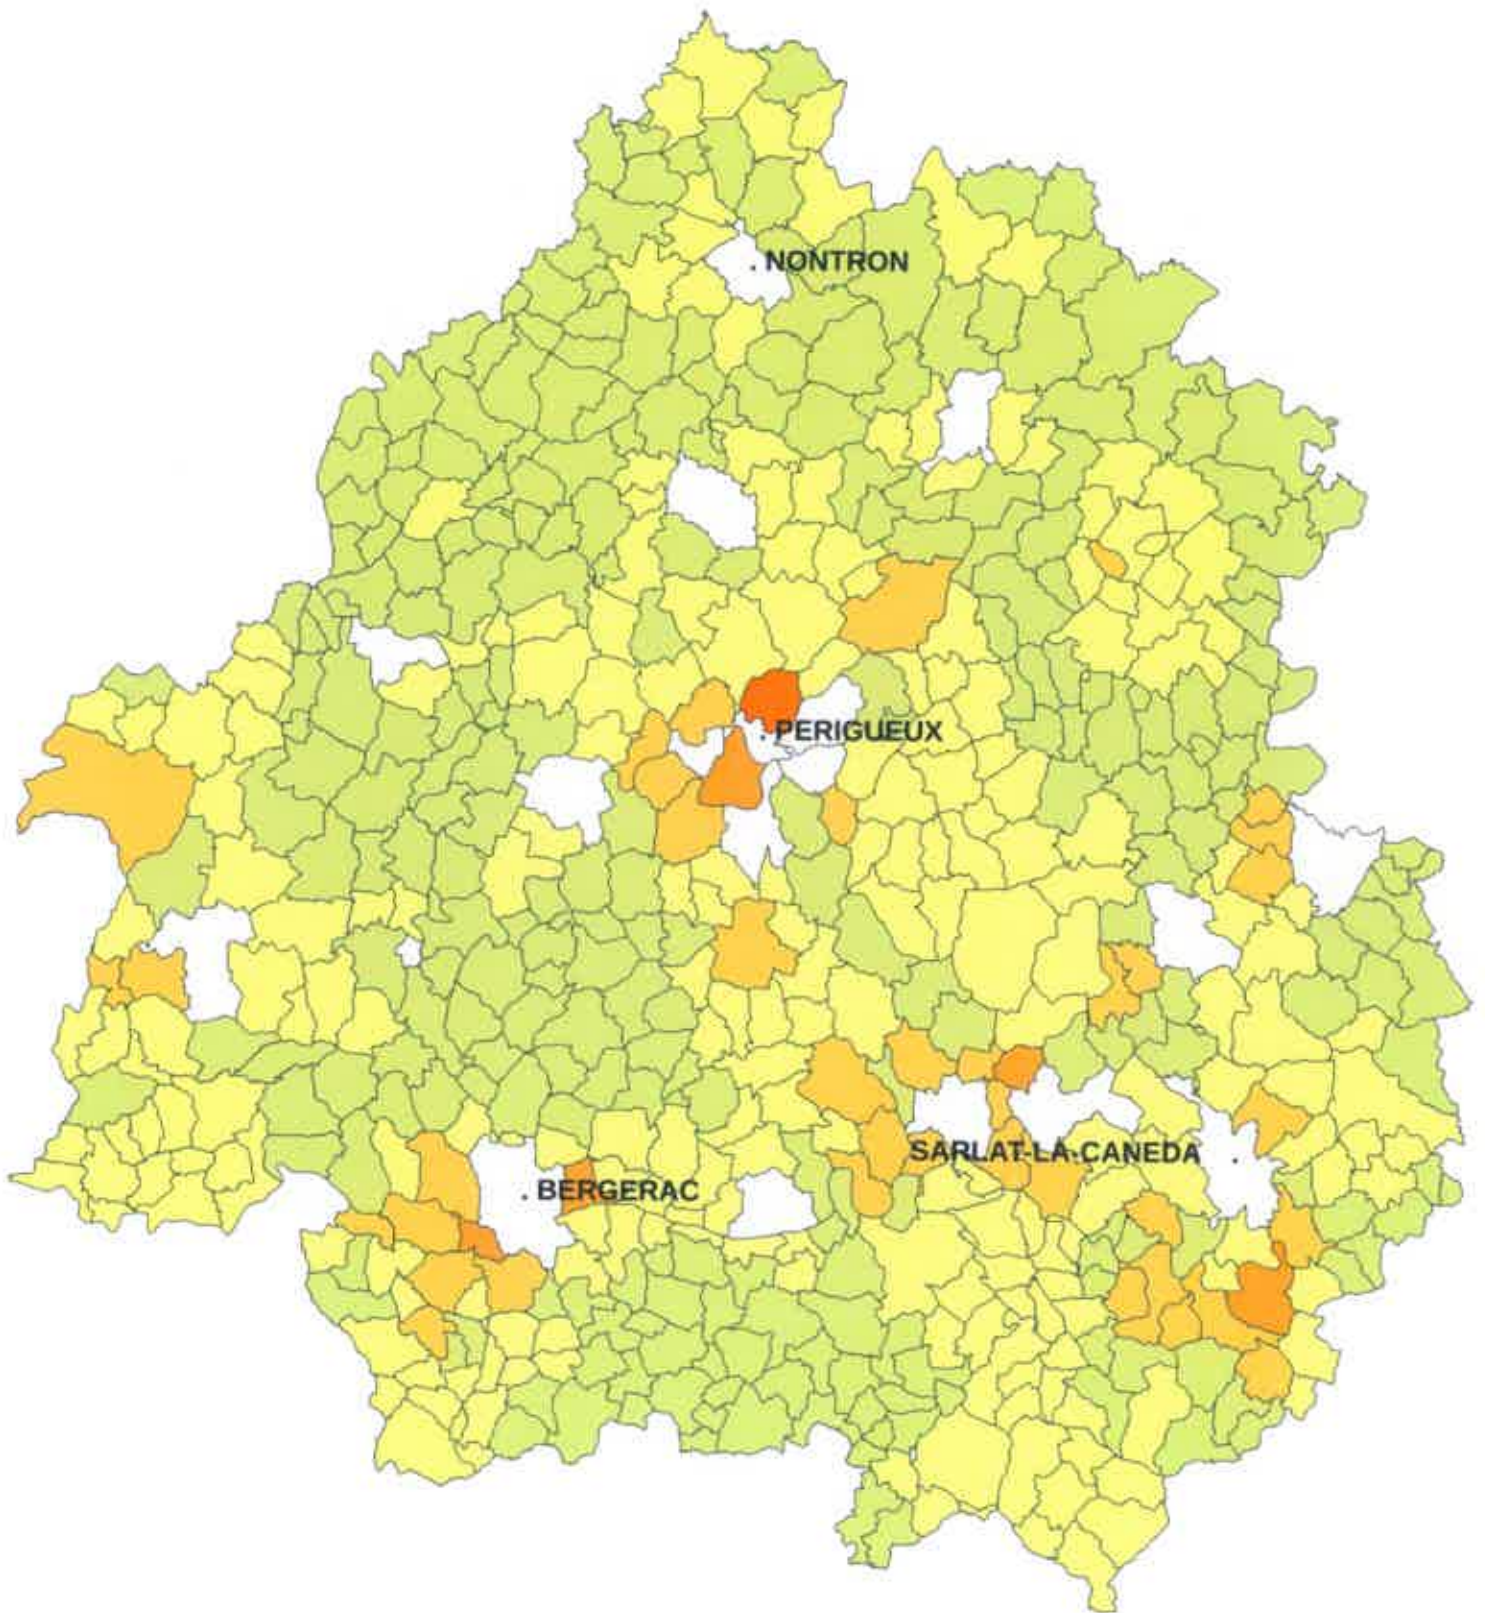 . NONTRON
. PERIGUEUX
SARLAT-LA-CANEDA .
. BERGERAC